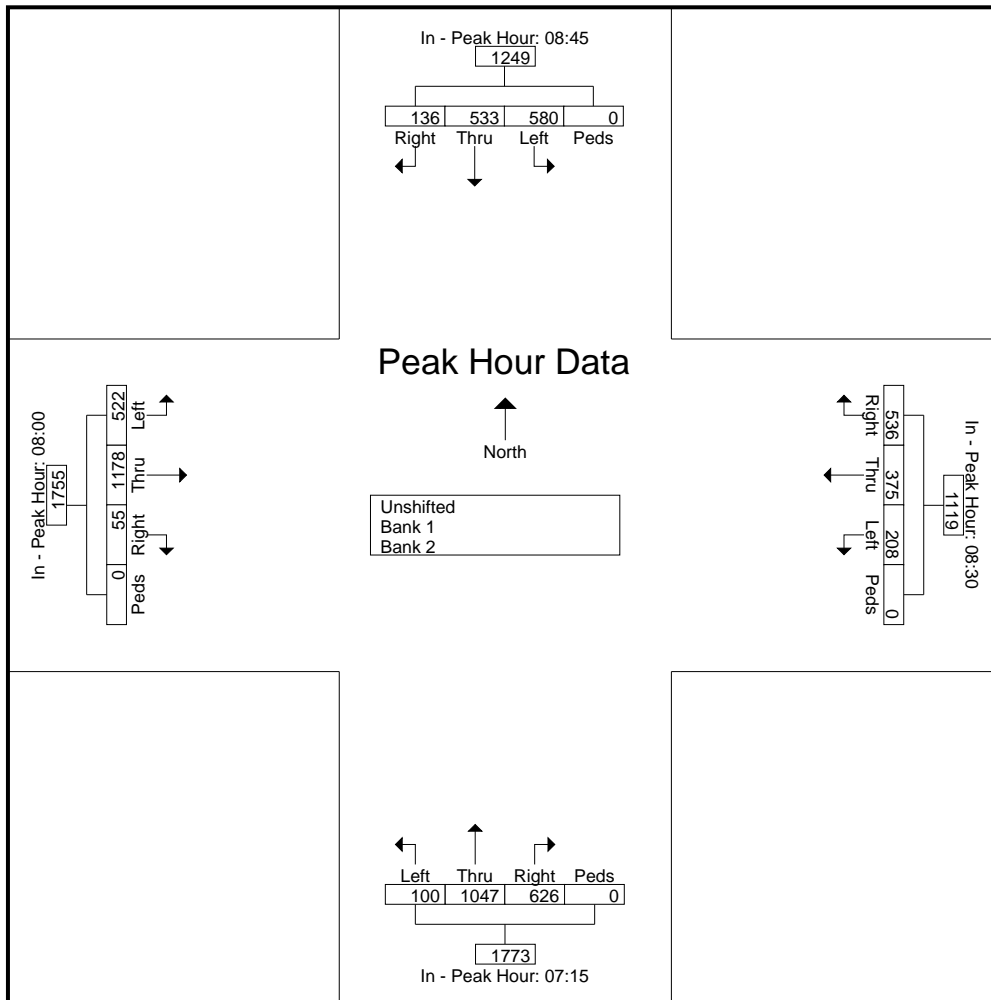 In - Peak Hour: 08:45
1249
136 533 580 0
Right Thru Left Peds
Peak Hour Data
North
Unshifted
Bank 1
Bank 2
In - Peak Hour: 08:00
1755
522 1178 55 0
Left Thru Right Peds
Right Thru Left Peds
536 375 208 0
1119
In - Peak Hour: 08:30
Left Thru Right Peds
100 1047 626 0
1773
In - Peak Hour: 07:15